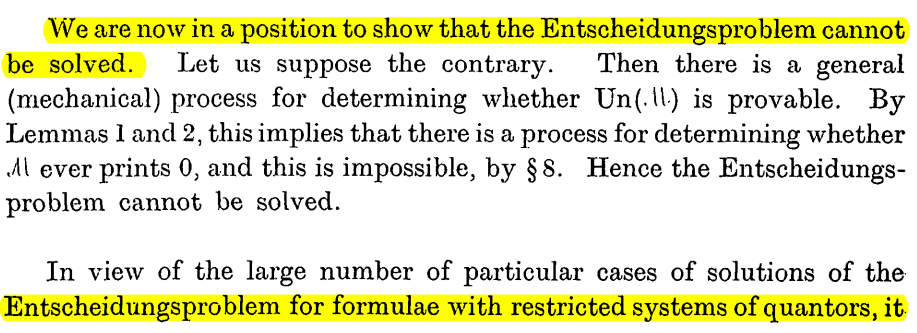 We are now in a position to show that the Entscheidungsproblem cannot
be solved. Let us suppose the contrary. Then there is a general
(mechanical) process for determining whether Un(ℳ) is provable. By
Lemmas 1 and 2, this implies that there is a process for determining whether
ℳ ever prints 0, and this is impossible, by § 8. Hence the Entscheidungs-
problem cannot be solved.
In view of the large number of particular cases of solutions of the
Entscheidungsproblem for formulae with restricted systems of quantors, it